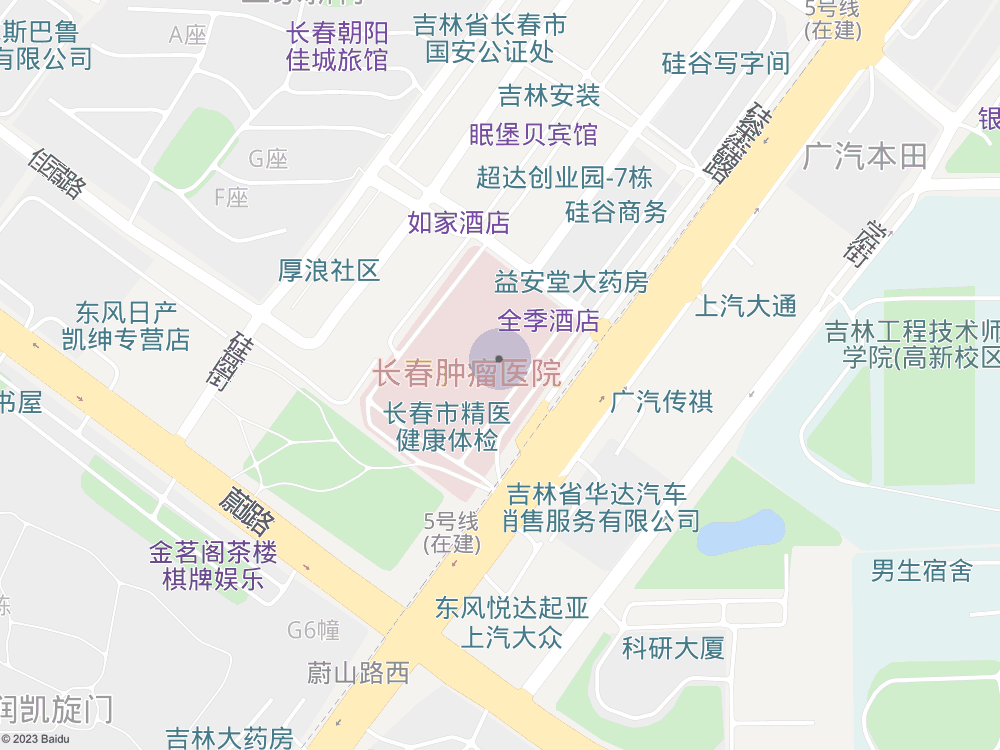 5号线
(在建)
斯巴鲁
有限公司
A座
长春朝阳
佳城旅馆
吉林省长春市
国安公证处
硅谷写字间
吉林安装
眠堡贝宾馆
广汽本田
银
G座
F座
超达创业园-7栋
硅谷商务
如家酒店
厚浪社区
益安堂大药房
全季酒店
上汽大通
东风日产
凯绅专营店
吉林工程技术师
学院(高新校区
长春肿瘤医院
书屋
长春市精医
健康体检
广汽传祺
吉林省华达汽车
肖售服务有限公司
5号线
(在建)
蔚山路
金茗阁茶楼
棋牌娱乐
男生宿舍
东风悦达起亚
上汽大众
G6幢
科研大厦
蔚山路西
润凯旋门
吉林大药房
© 2023 Baidu